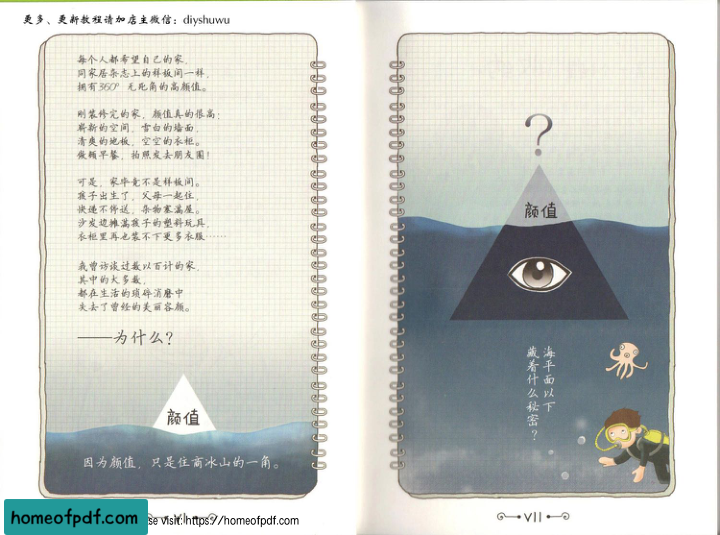 更多、更新教程请加店主微信：diyshuwu
每个人都希望自己的家，
同家居杂志上的样板间一样，
拥有360° 无死角的高颜值。
刚装修完的家，颜值真的很高：
崭新的空间，雪白的墙面，
清爽的地板，空空的衣柜。
做顿早餐，拍照发去朋友圈！
可是，家毕竟不是样板间。
孩子出生了，父母一起住，
快递不停送，杂物塞满屋。
沙发边摊满孩子的塑料玩具，
衣柜里再也装不下更多衣服……
我曾访谈过数以百计的家，
其中的大多数，
都在生活的琐碎消磨中
失去了曾经的美丽容颜。
——为什么？
颜值
因为颜值，只是住商冰山的一角。
VI
?
颜值
海平面以下
藏着什么秘密？
VII
homeofpdf.com
se visit: https://homeofpdf.com